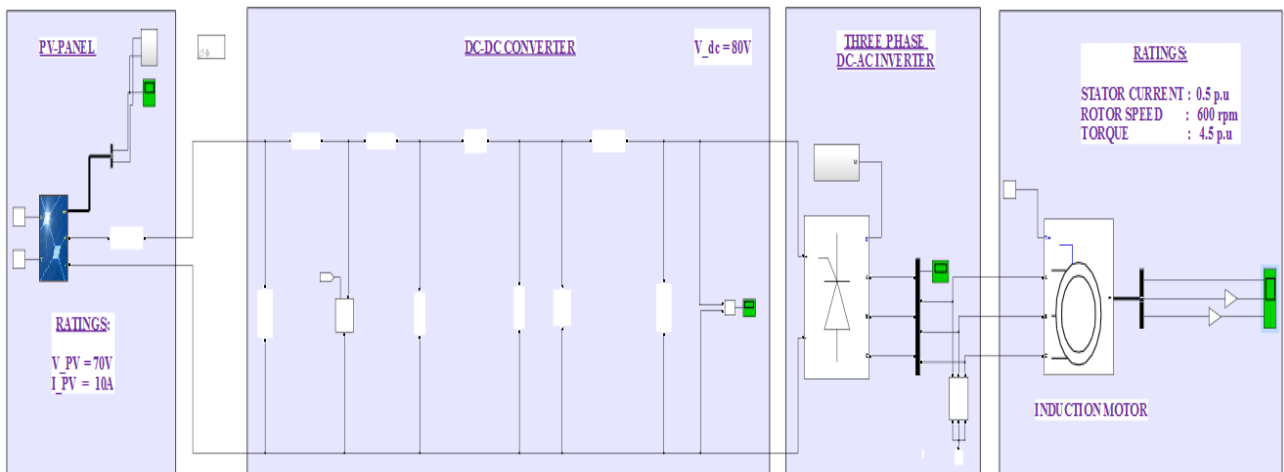 PV-PANEL
RATINGS:
V_PV = 70V
I_PV = 10A
DC-DC CONVERTER
V_dc = 80V
THREE PHASE
DC-AC INVERTER
RATINGS:
STATOR CURRENT : 0.5 p.u
ROTOR SPEED : 600 rpm
TORQUE : 4.5 p.u
INDUCTION MOTOR